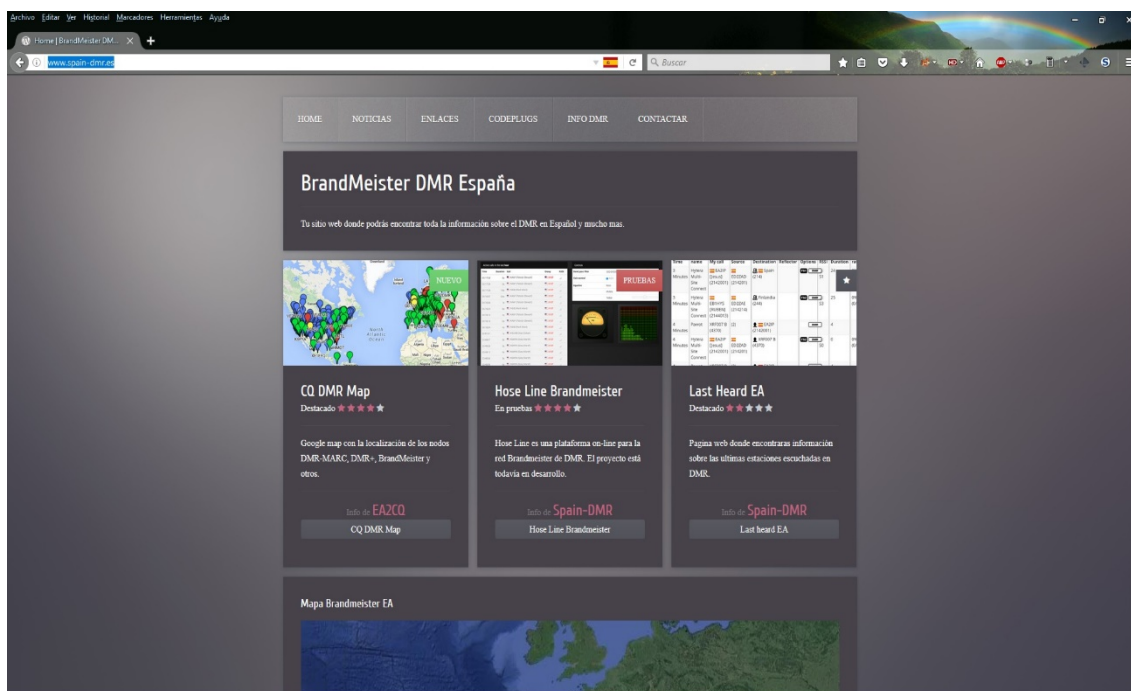 Archivo Editar Ver Historial Marcadores Herramientas Ayuda
Home | BrandMeister DM...
www.spain-dmr.es
Buscar
HOME NOTICIAS ENLACES CODEPLUGS INFO DMR CONTACTAR
BrandMeister DMR España
Tu sitio web donde podrás encontrar toda la información sobre el DMR en Español y mucho mas.
NUEVO
PRUEBAS
CQ DMR Map
Destacado
Google map con la localización de los nodos
DMR-MARC, DMR+, BrandMeister y
otros.
Info de EA2CQ
CQ DMR Map
Hose Line Brandmeister
En pruebas
Hose Line es una plataforma on-line para la
red Brandmeister de DMR. El proyecto está
todavia en desarrollo.
Info de Spain-DMR
Hose Line Brandmeister
Last Heard EA
Destacado
Pagina web donde encontraras información
sobre las ultimas estaciones escuchadas en
DMR.
Info de Spain-DMR
Last heard EA
Mapa Brandmeister EA